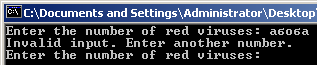 C:\Documents and Settings\Administrator\Desktop
Enter the number of red viruses: asosa
Invalid input. Enter another number.
Enter the number of red viruses: